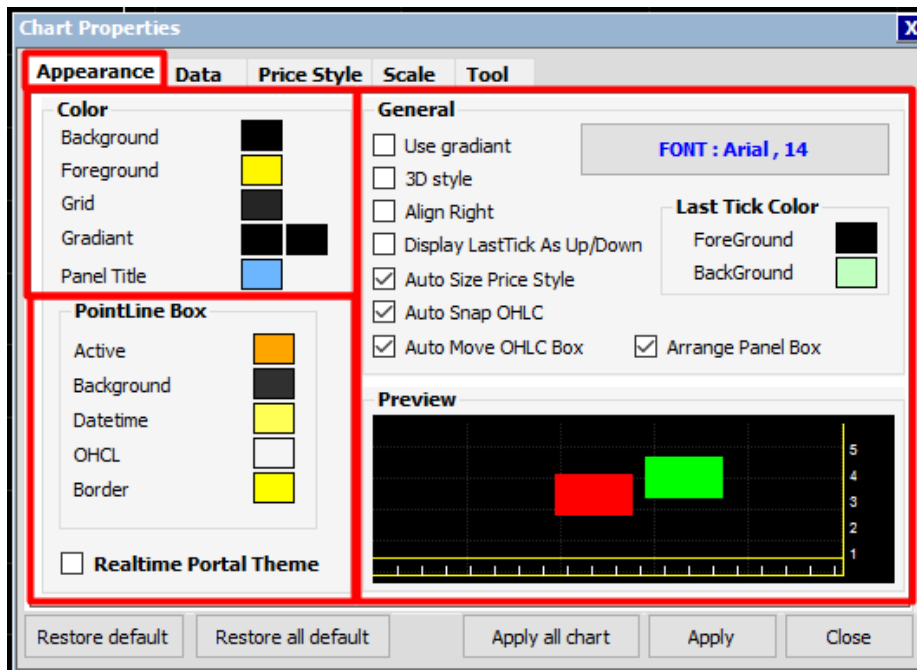 Chart Properties
X
Appearance Data Price Style Scale Tool
Color
Background
Foreground
Grid
Gradiant
Panel Title
PointLine Box
Active
Background
Datetime
OHCL
Border
Realtime Portal Theme
General
Use gradiant
3D style
Align Right
Display LastTick As Up/Down
Auto Size Price Style
Auto Snap OHLC
Auto Move OHLC Box
Arrange Panel Box
FONT : Arial , 14
Last Tick Color
ForeGround
BackGround
Preview
5
4
3
2
1
Restore default Restore all default Apply all chart Apply Close